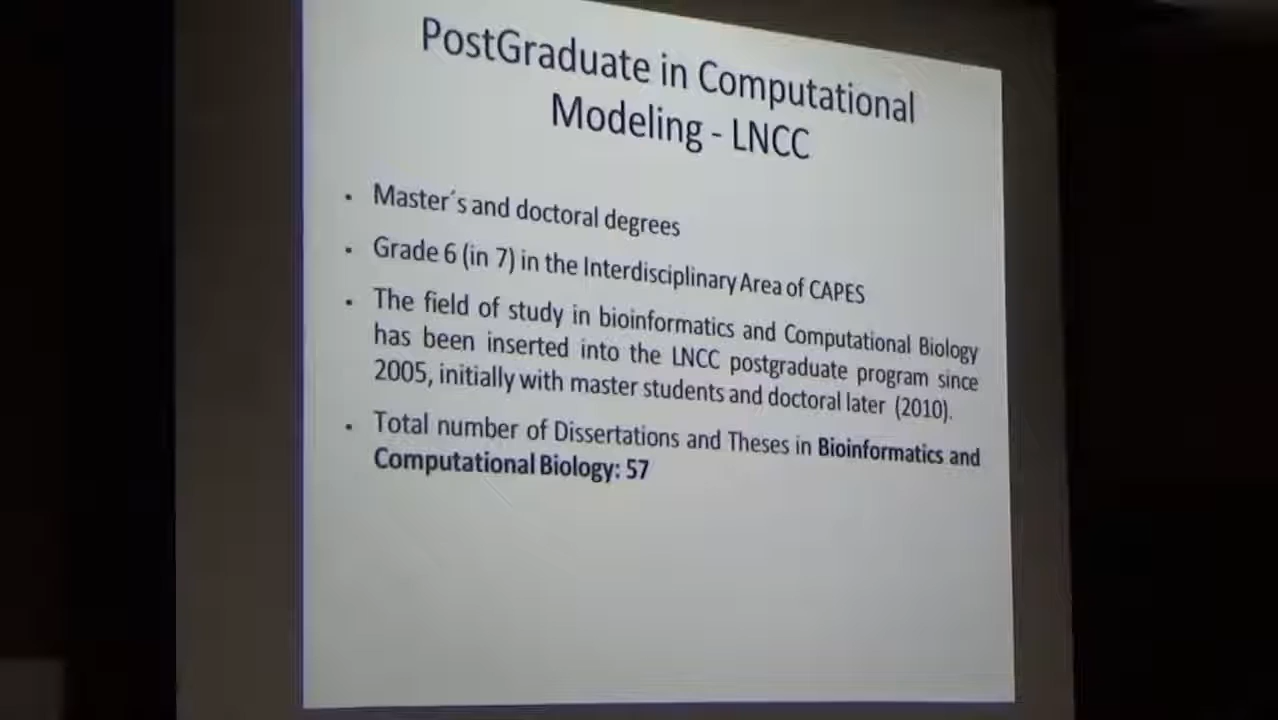 PostGraduate in Computational
Modeling - LNCC
• Master´s and doctoral degrees
• Grade 6 (in 7) in the Interdisciplinary Area of CAPES
• The field of study in bioinformatics and Computational Biology
has been inserted into the LNCC postgraduate program since
2005, initially with master students and doctoral later (2010).
• Total number of Dissertations and Theses in Bioinformatics and
Computational Biology: 57